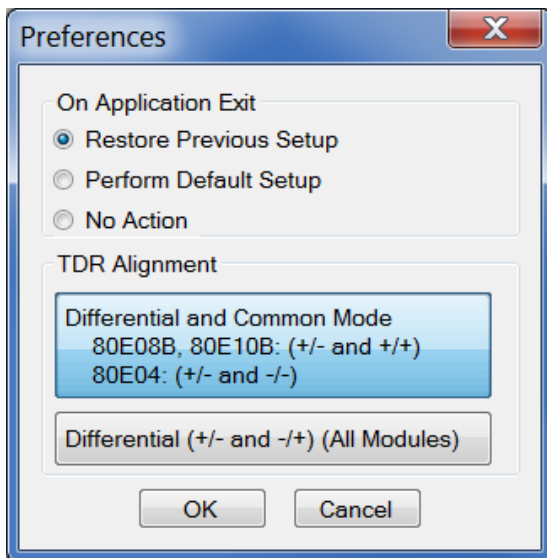 Preferences
On Application Exit
Restore Previous Setup
Perform Default Setup
No Action
TDR Alignment
Differential and Common Mode
80E08B, 80E10B: (+/- and +/+)
80E04: (+/- and -/-)
Differential (+/- and -/+) (All Modules)
OK
Cancel